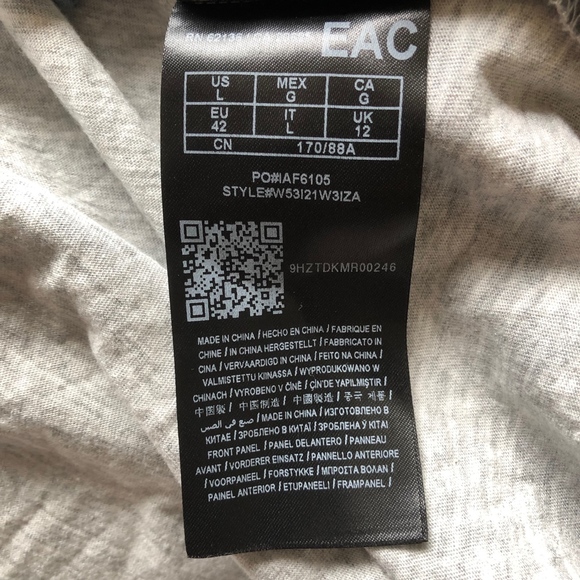 EAC
US MEX CA
L G G
EU IT UK
42 L 12
CN 170/88A
PO#IAF6105
STYLE#W53I21W3IZA
9HZTDKMR00246
MADE IN CHINA / HECHO EN CHINA / FABRIQUE EN
CHINE / IN CHINA HERGESTELLT / FABBRICATO IN
CINA / VERVAARDIGD IN CHINA / FEITO NA CHINA /
VALMISTETTU KIINASSA / WYPRODUKOWANO W
CHINACH / VYROBENO V ČÍNĚ / ÇİN'DE YAPILMIŞTIR /
中國製 / 中国制造 / 中国製 / 중국 제품 /
صنع في الصين / MADE IN CHINA / ИЗГОТОВЛЕНО В
КИТАЕ / ЗРОБЛЕНО В КИТАЇ / ЗРОБЛЕНА Ў КІТАІ
FRONT PANEL / PANEL DELANTERO / PANNEAU
AVANT / VORDERER EINSATZ / PANNELLO ANTERIORE
/ VOORPANEEL / FORSTYKKE / ΜΠΡΟΣΤΑ ΒΟΛΑΝ /
PAINEL ANTERIOR / ETUPANEELI / PANEL